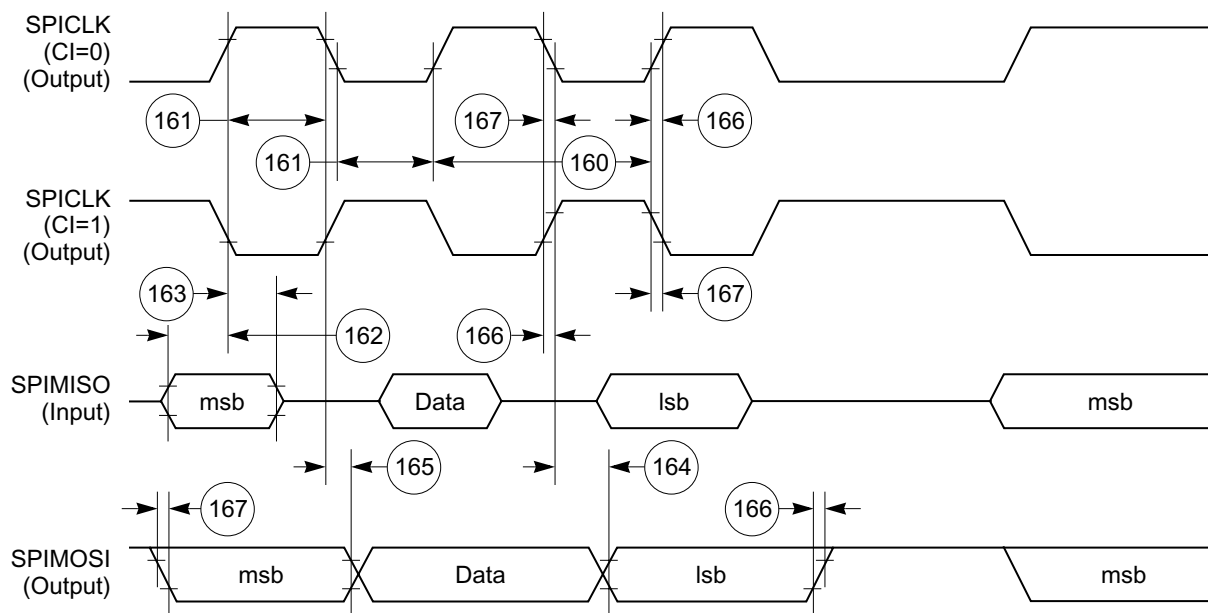 SPICLK
(CI=0)
(Output)
161
167
166
161
160
SPICLK
(CI=1)
(Output)
163
167
162
166
SPIMISO
(Input)
msb
Data
lsb
msb
165
164
167
166
SPIMOSI
(Output)
msb
Data
lsb
msb